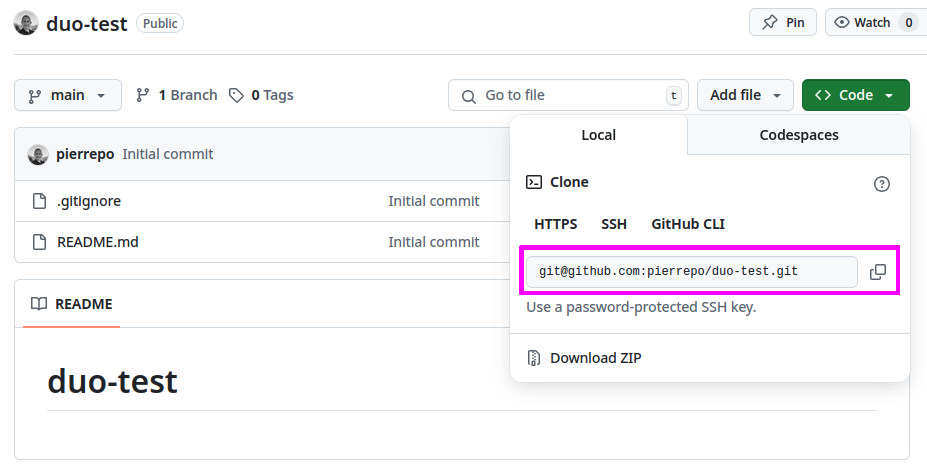 duo-test Public Pin Watch 0
main 1 Branch 0 Tags Go to file t Add file <> Code
Local Codespaces
pierrepo Initial commit
Clone
.gitignore Initial commit
HTTPS SSH GitHub CLI
README.md Initial commit
git@github.com:pierrepo/duo-test.git
README
Use a password-protected SSH key.
Download ZIP
duo-test